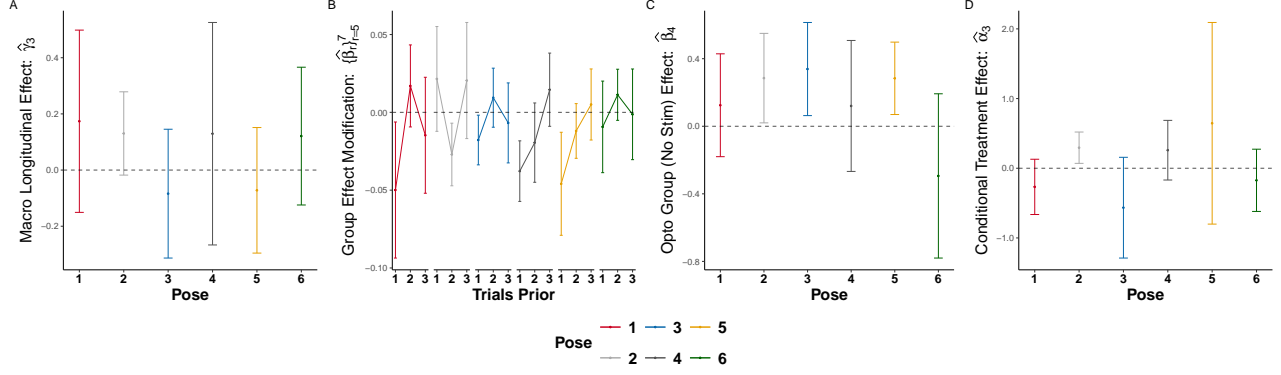 A
Macro Longitudinal Effect: γ̂₃
0.4
0.2
0.0
−0.2
1 2 3 4 5 6
Pose
B
Group Effect Modification: {β̂ᵣ}⁷ᵣ₌₅
0.05
0.00
−0.05
−0.10
1 2 3 1 2 3 1 2 3 1 2 3 1 2 3 1 2 3
Trials Prior
C
Opto Group (No Stim) Effect: β̂₄
0.4
0.0
−0.4
−0.8
1 2 3 4 5 6
Pose
D
Conditional Treatment Effect: α̂₃
2.0
1.0
0.0
−1.0
1 2 3 4 5 6
Pose
Pose
1 3 5
2 4 6